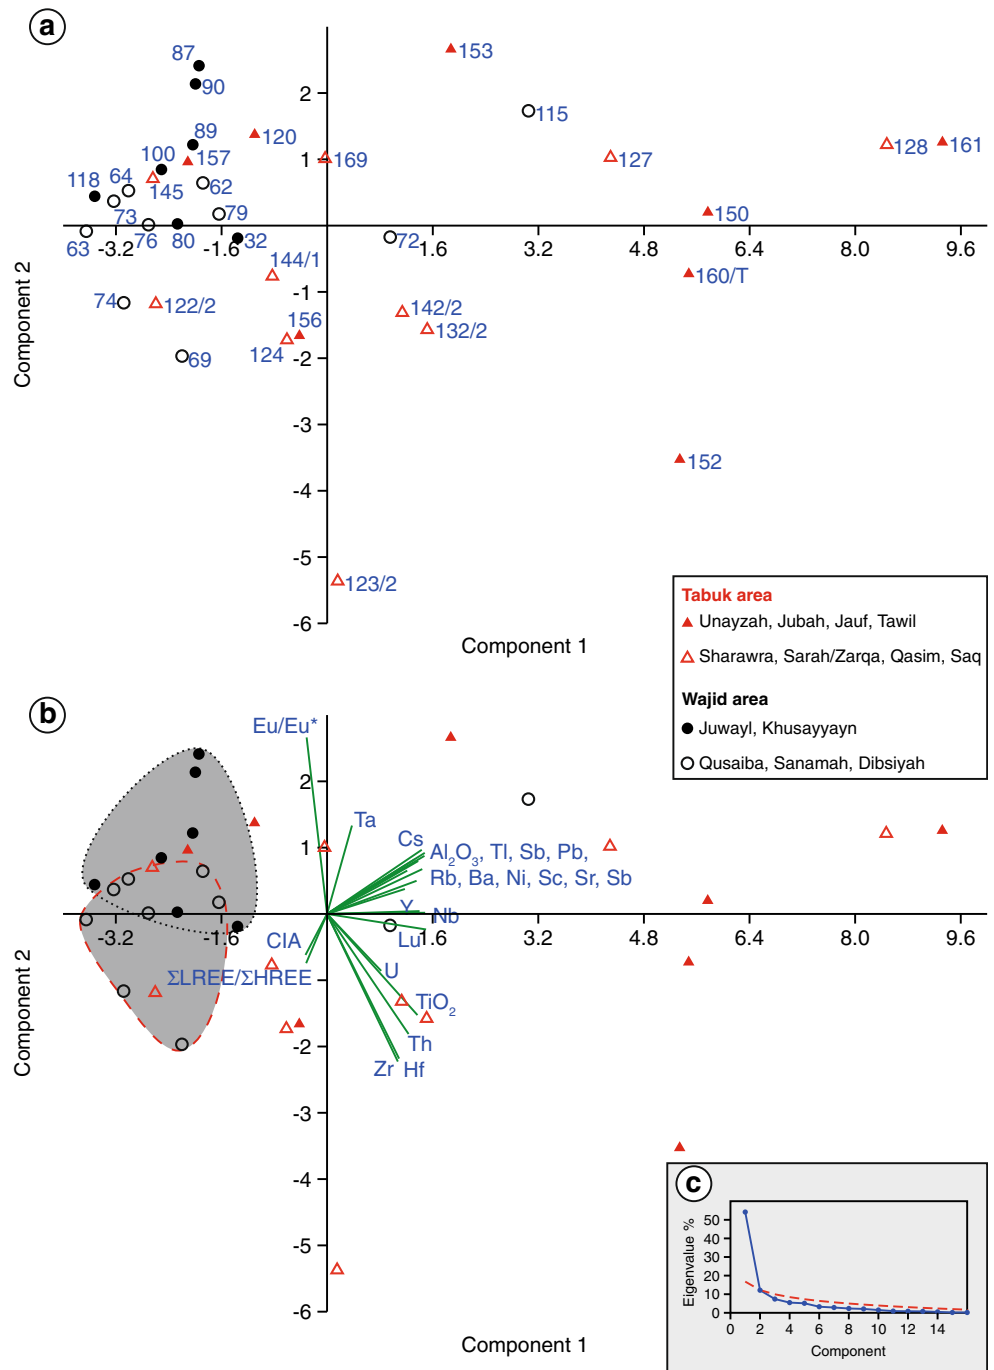 a
87
90
153
115
2
89
120
100
157
169
127
128
161
1
64
118
145
62
150
73
79
63
-3.2
76
80
-1.6
32
72
1.6
3.2
4.8
6.4
8.0
9.6
144/1
160/T
74
122/2
-1
142/2
156
132/2
124
69
-2
Component 2
-3
152
-4
-5
123/2
-6
Component 1
Tabuk area
Unayzah, Jubah, Jauf, Tawil
Sharawra, Sarah/Zarqa, Qasim, Saq
Wajid area
Juwayl, Khusayyayn
Qusaiba, Sanamah, Dibsiyah
b
Eu/Eu*
2
Ta
Cs
1
Al2O3, Tl, Sb, Pb,
Rb, Ba, Ni, Sc, Sr, Sb
Y
Nb
-3.2
-1.6
CIA
Lu
1.6
3.2
4.8
6.4
8.0
9.6
ΣLREE/ΣHREE
U
TiO2
Th
Zr Hf
-2
Component 2
-3
-4
-5
-6
Component 1
c
Eigenvalue %
50
40
30
20
10
0
0 2 4 6 8 10 12 14
Component